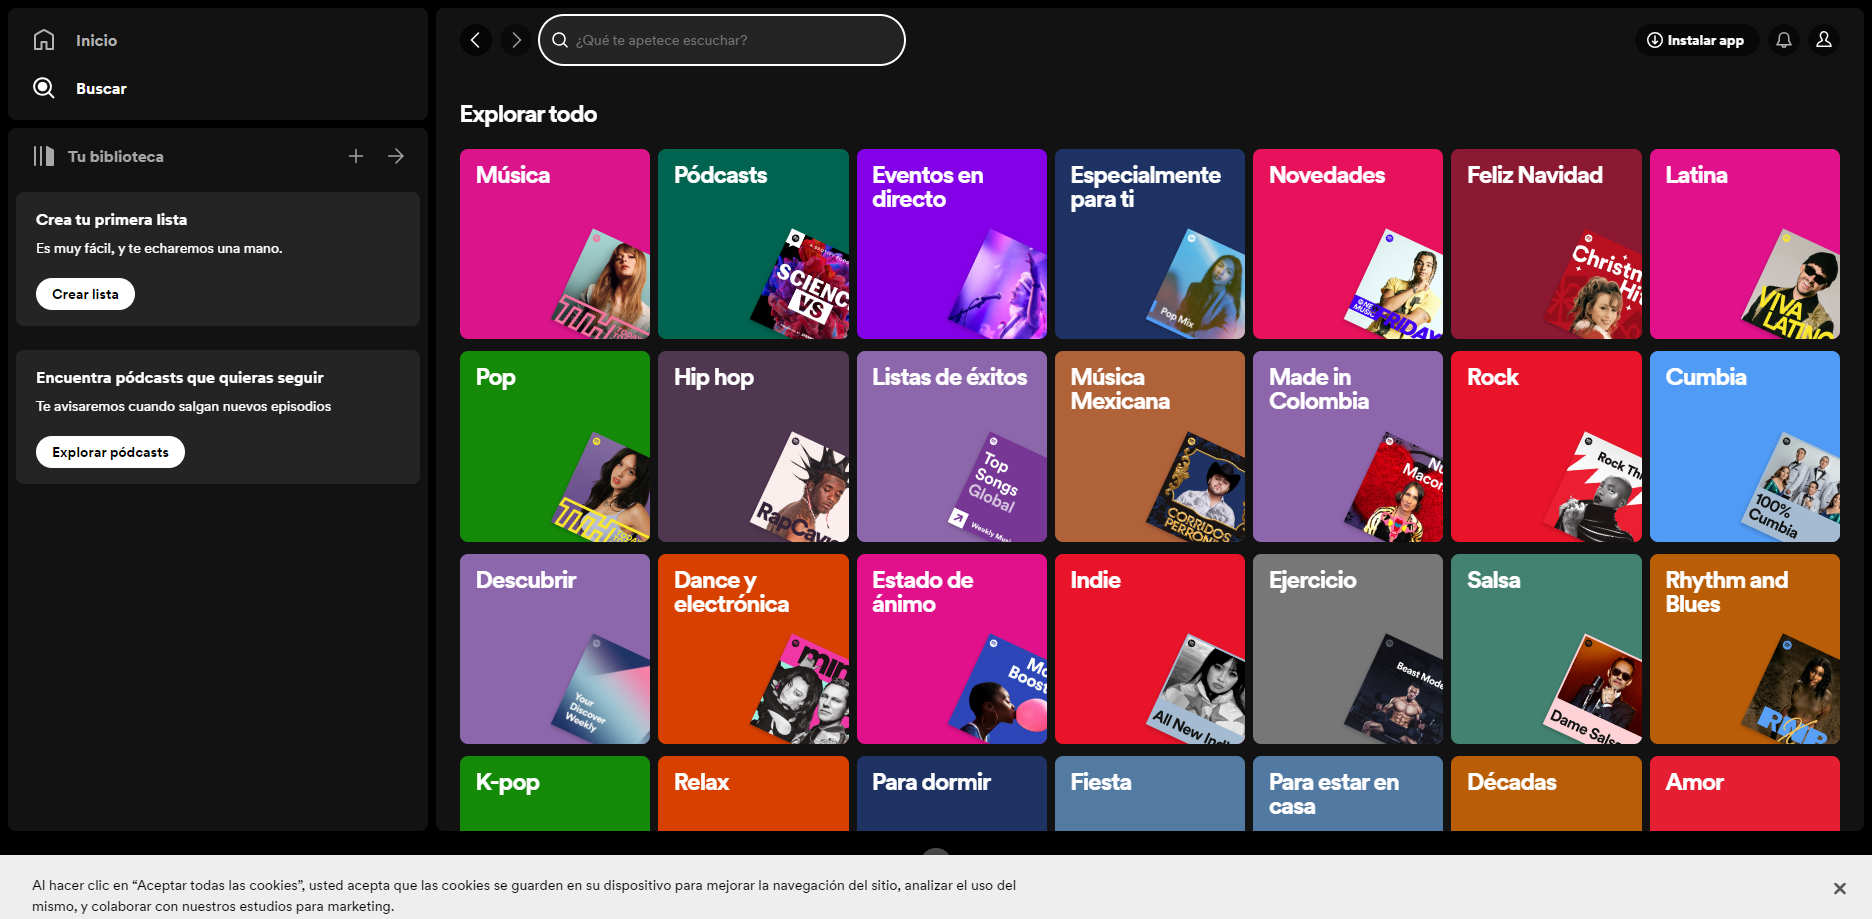 Inicio
Buscar
Tu biblioteca
Crea tu primera lista
Es muy fácil, y te echaremos una mano.
Crear lista
Encuentra pódcasts que quieras seguir
Te avisaremos cuando salgan nuevos episodios
Explorar pódcasts
¿Qué te apetece escuchar?
Instalar app
Explorar todo
Música
Pódcasts
SCIENC
VS
Eventos en
directo
Especialmente
para ti
Pop Mix
Novedades
MUSIC
FRIDAY
Feliz Navidad
Christm
Hi
Latina
VIVA
LATINO
Pop
Hip hop
RapCavi
Listas de éxitos
Top
Songs
Global
Weekly Musi
Música
Mexicana
CORRIDOS
PERRONE
Made in
Colombia
Macon
Rock
Rock Thi
Cumbia
100%
Cumbia
Descubrir
Your
Discover
Weekly
Dance y
electrónica
min
Estado de
ánimo
Mo
Boost
Indie
All New Indi
Ejercicio
Beast Mode
Salsa
Dame Salsa
Rhythm and
Blues
K-pop
Relax
Para dormir
Fiesta
Para estar en
casa
Décadas
Amor
Al hacer clic en “Aceptar todas las cookies”, usted acepta que las cookies se guarden en su dispositivo para mejorar la navegación del sitio, analizar el uso del
mismo, y colaborar con nuestros estudios para marketing.